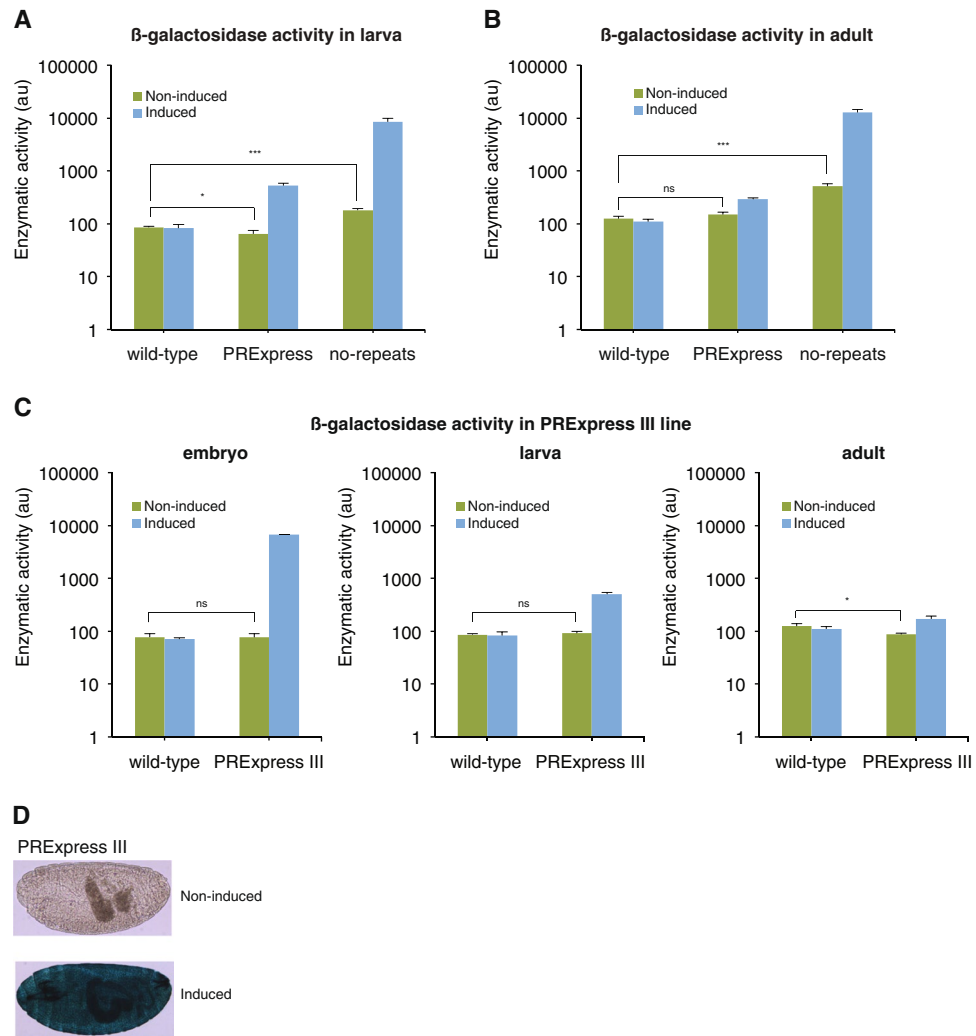 A
ß-galactosidase activity in larva
Enzymatic activity (au)
100000
10000
1000
100
10
1
Non-induced
Induced
***
*
wild-type PRExpress no-repeats
B
ß-galactosidase activity in adult
Enzymatic activity (au)
100000
10000
1000
100
10
1
Non-induced
Induced
***
ns
wild-type PRExpress no-repeats
C
ß-galactosidase activity in PRExpress III line
embryo
Enzymatic activity (au)
100000
10000
1000
100
10
1
Non-induced
Induced
ns
wild-type PRExpress III
larva
Enzymatic activity (au)
100000
10000
1000
100
10
1
Non-induced
Induced
ns
wild-type PRExpress III
adult
Enzymatic activity (au)
100000
10000
1000
100
10
1
Non-induced
Induced
*
wild-type PRExpress III
D
PRExpress III
Non-induced
Induced